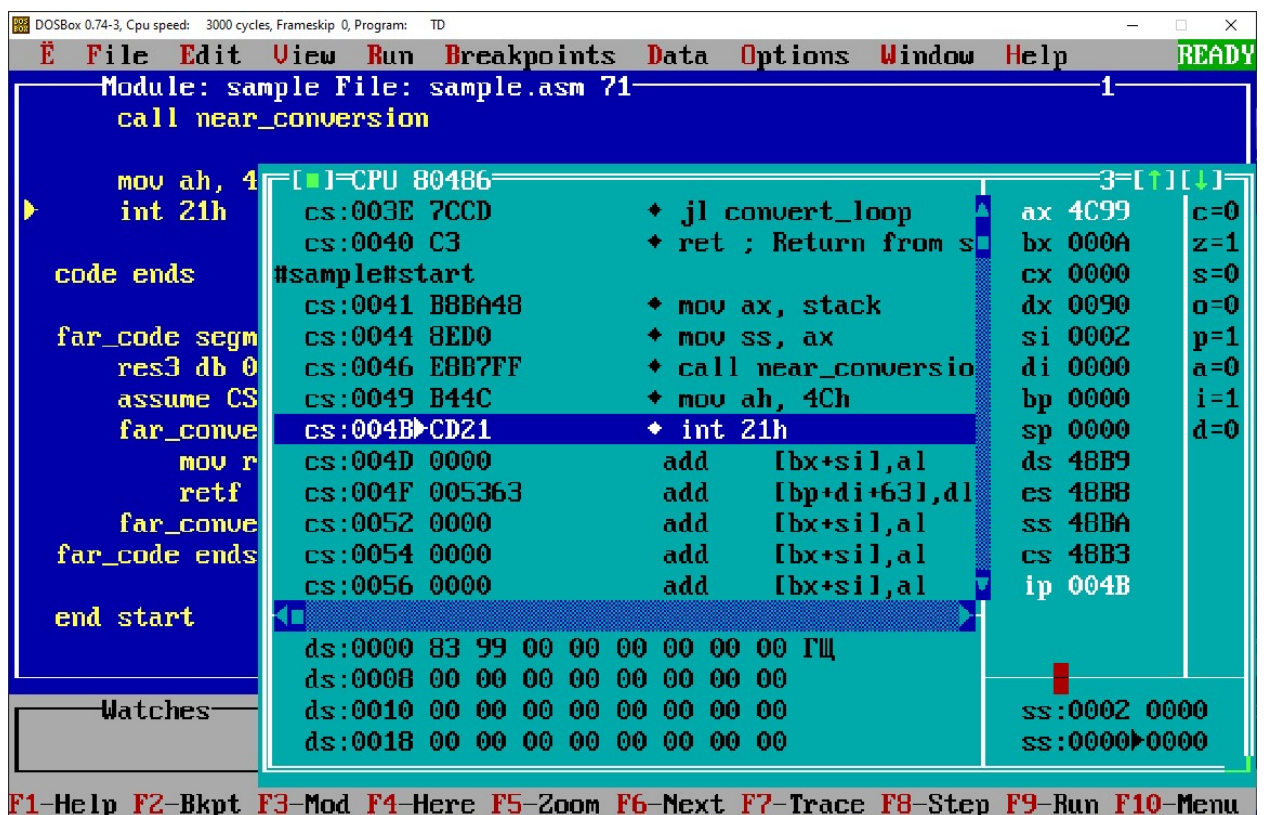 DOSBox 0.74-3, Cpu speed: 3000 cycles, Frameskip 0, Program: TD
Ë File Edit View Run Breakpoints Data Options Window Help READY
Module: sample File: sample.asm 71 1
call near_conversion
mov ah, 4
int 21h
code ends
far_code segm
res3 db 0
assume CS
far_conve
mov r
retf
far_conve
far_code ends
end start
[■]=CPU 80486 3=[↑][↓]
cs:003E 7CCD ♦ jl convert_loop
cs:0040 C3 ♦ ret ; Return from s
#sample#start
cs:0041 B8BA48 ♦ mov ax, stack
cs:0044 8ED0 ♦ mov ss, ax
cs:0046 E8B7FF ♦ call near_conversio
cs:0049 B44C ♦ mov ah, 4Ch
cs:004B►CD21 ♦ int 21h
cs:004D 0000 add [bx+si],al
cs:004F 005363 add [bp+di+63],dl
cs:0052 0000 add [bx+si],al
cs:0054 0000 add [bx+si],al
cs:0056 0000 add [bx+si],al
ax 4C99 c=0
bx 000A z=1
cx 0000 s=0
dx 0090 o=0
si 0002 p=1
di 0000 a=0
bp 0000 i=1
sp 0000 d=0
ds 48B9
es 48B8
ss 48BA
cs 48B3
ip 004B
ds:0000 83 99 00 00 00 00 00 00 ГЩ
ds:0008 00 00 00 00 00 00 00 00
ds:0010 00 00 00 00 00 00 00 00
ds:0018 00 00 00 00 00 00 00 00
ss:0002 0000
ss:0000►0000
Watches
F1-Help F2-Bkpt F3-Mod F4-Here F5-Zoom F6-Next F7-Trace F8-Step F9-Run F10-Menu